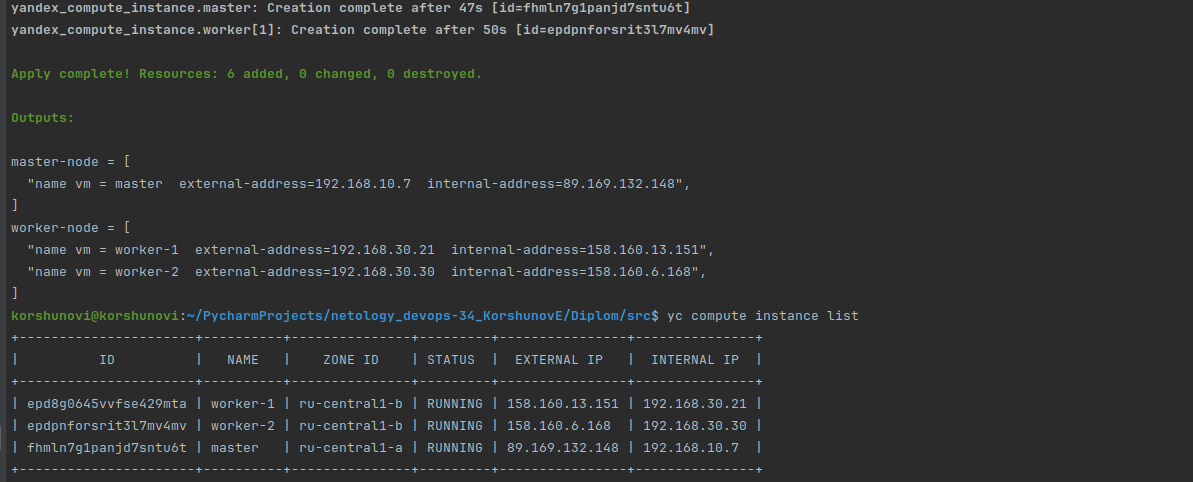 yandex_compute_instance.master: Creation complete after 47s [id=fhmln7g1panjd7sntu6t]
yandex_compute_instance.worker[1]: Creation complete after 50s [id=epdpnforsrit3l7mv4mv]
Apply complete! Resources: 6 added, 0 changed, 0 destroyed.
Outputs:
master-node = [
  "name vm = master  external-address=192.168.10.7  internal-address=89.169.132.148",
]
worker-node = [
  "name vm = worker-1  external-address=192.168.30.21  internal-address=158.160.13.151",
  "name vm = worker-2  external-address=192.168.30.30  internal-address=158.160.6.168",
]
korshunovi@korshunovi:~/PycharmProjects/netology_devops-34_KorshunovE/Diplom/src$ yc compute instance list
+----------------------+----------+---------------+---------+----------------+---------------+
|          ID          |   NAME   |    ZONE ID    | STATUS  |  EXTERNAL IP   |  INTERNAL IP  |
+----------------------+----------+---------------+---------+----------------+---------------+
| epd8g0645vvfse429mta | worker-1 | ru-central1-b | RUNNING | 158.160.13.151 | 192.168.30.21 |
| epdpnforsrit3l7mv4mv | worker-2 | ru-central1-b | RUNNING | 158.160.6.168  | 192.168.30.30 |
| fhmln7g1panjd7sntu6t | master   | ru-central1-a | RUNNING | 89.169.132.148 | 192.168.10.7  |
+----------------------+----------+---------------+---------+----------------+---------------+